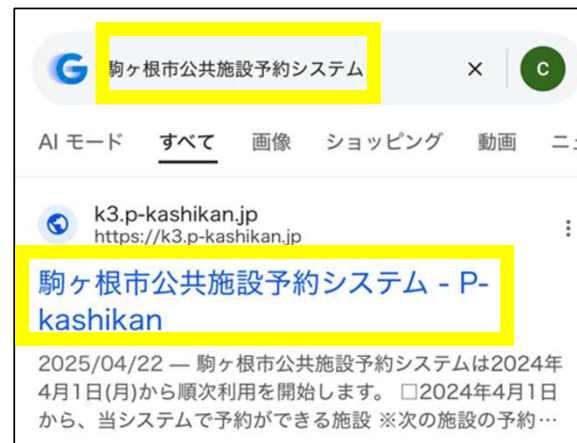 駒ヶ根市公共施設予約システム × C
AI モード すべて 画像 ショッピング 動画
k3.p-kashikan.jp
https://k3.p-kashikan.jp
駒ヶ根市公共施設予約システム - P-
kashikan
2025/04/22 — 駒ヶ根市公共施設予約システムは2024年
4月1日(月)から順次利用を開始します。 □2024年4月1日
から、当システムで予約ができる施設 ※次の施設の予約…